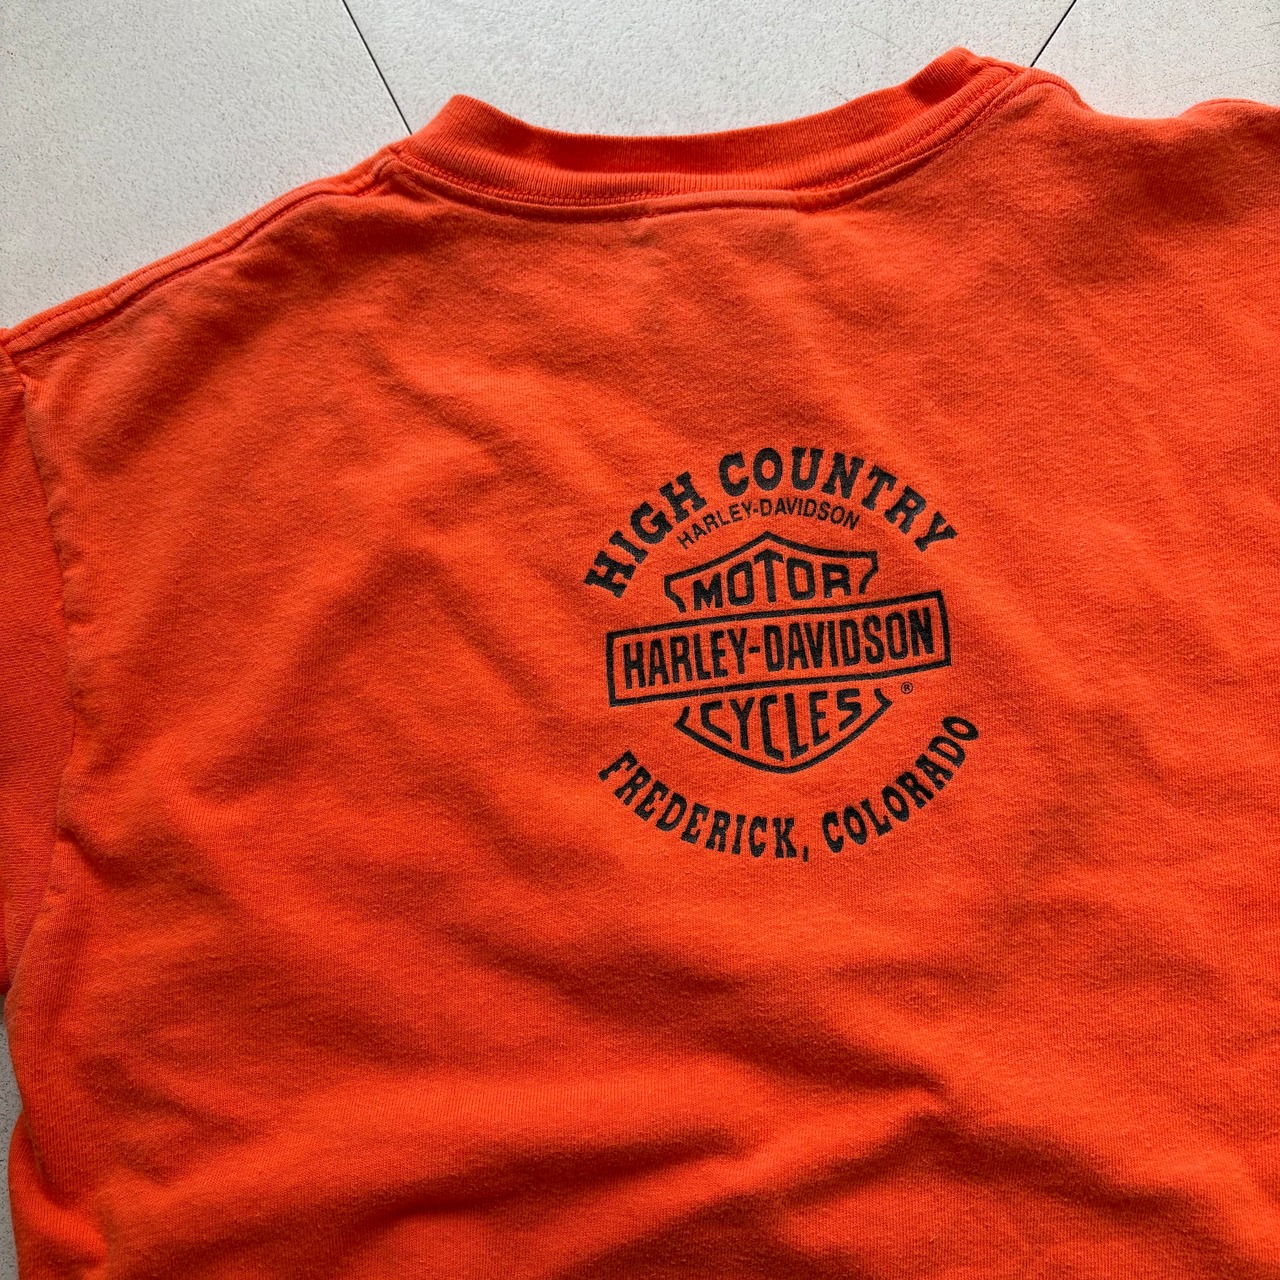 HIGH COUNTRY
HARLEY-DAVIDSON
MOTOR
HARLEY-DAVIDSON
CYCLES
®
FREDERICK, COLORADO